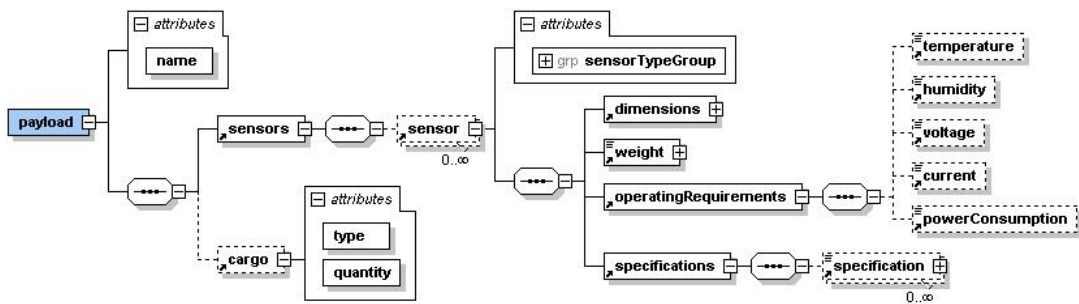 payload
attributes
name
sensors
sensor
0..∞
cargo
attributes
type
quantity
attributes
grp sensorTypeGroup
dimensions
weight
operatingRequirements
temperature
humidity
voltage
current
powerConsumption
specifications
specification
0..∞